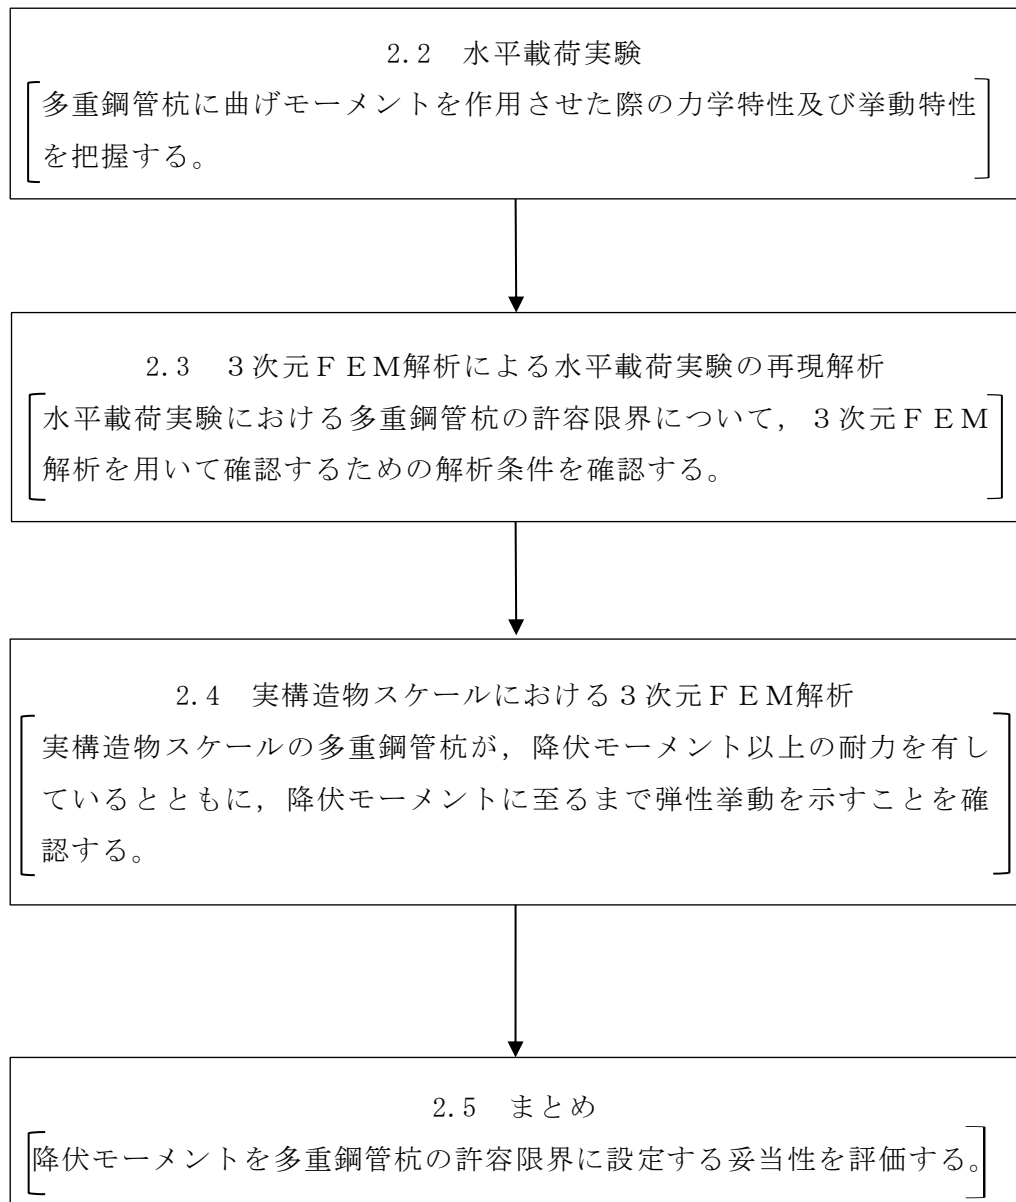 2.2　水平載荷実験
多重鋼管杭に曲げモーメントを作用させた際の力学特性及び挙動特性
を把握する。
2.3　３次元ＦＥＭ解析による水平載荷実験の再現解析
水平載荷実験における多重鋼管杭の許容限界について，３次元ＦＥＭ
解析を用いて確認するための解析条件を確認する。
2.4　実構造物スケールにおける３次元ＦＥＭ解析
実構造物スケールの多重鋼管杭が，降伏モーメント以上の耐力を有し
ているとともに，降伏モーメントに至るまで弾性挙動を示すことを確
認する。
2.5　まとめ
降伏モーメントを多重鋼管杭の許容限界に設定する妥当性を評価する。